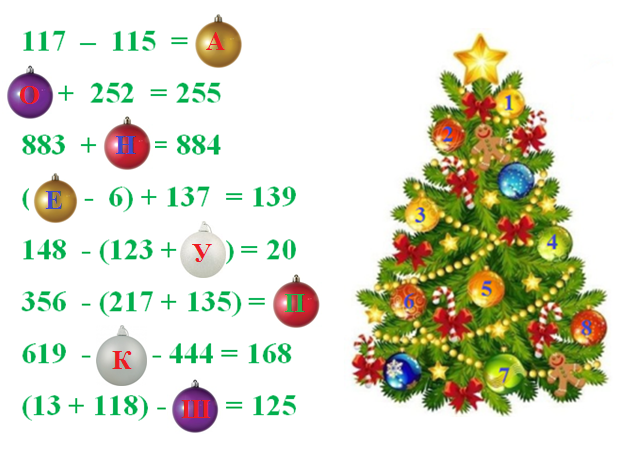 117 – 115 = А
О + 252 = 255
883 + Н = 884
( Е - 6) + 137 = 139
148 - (123 + У ) = 20
356 - (217 + 135) = П
619 - К - 444 = 168
(13 + 118) - Ш = 125
1
2
3
4
5
6
8
7